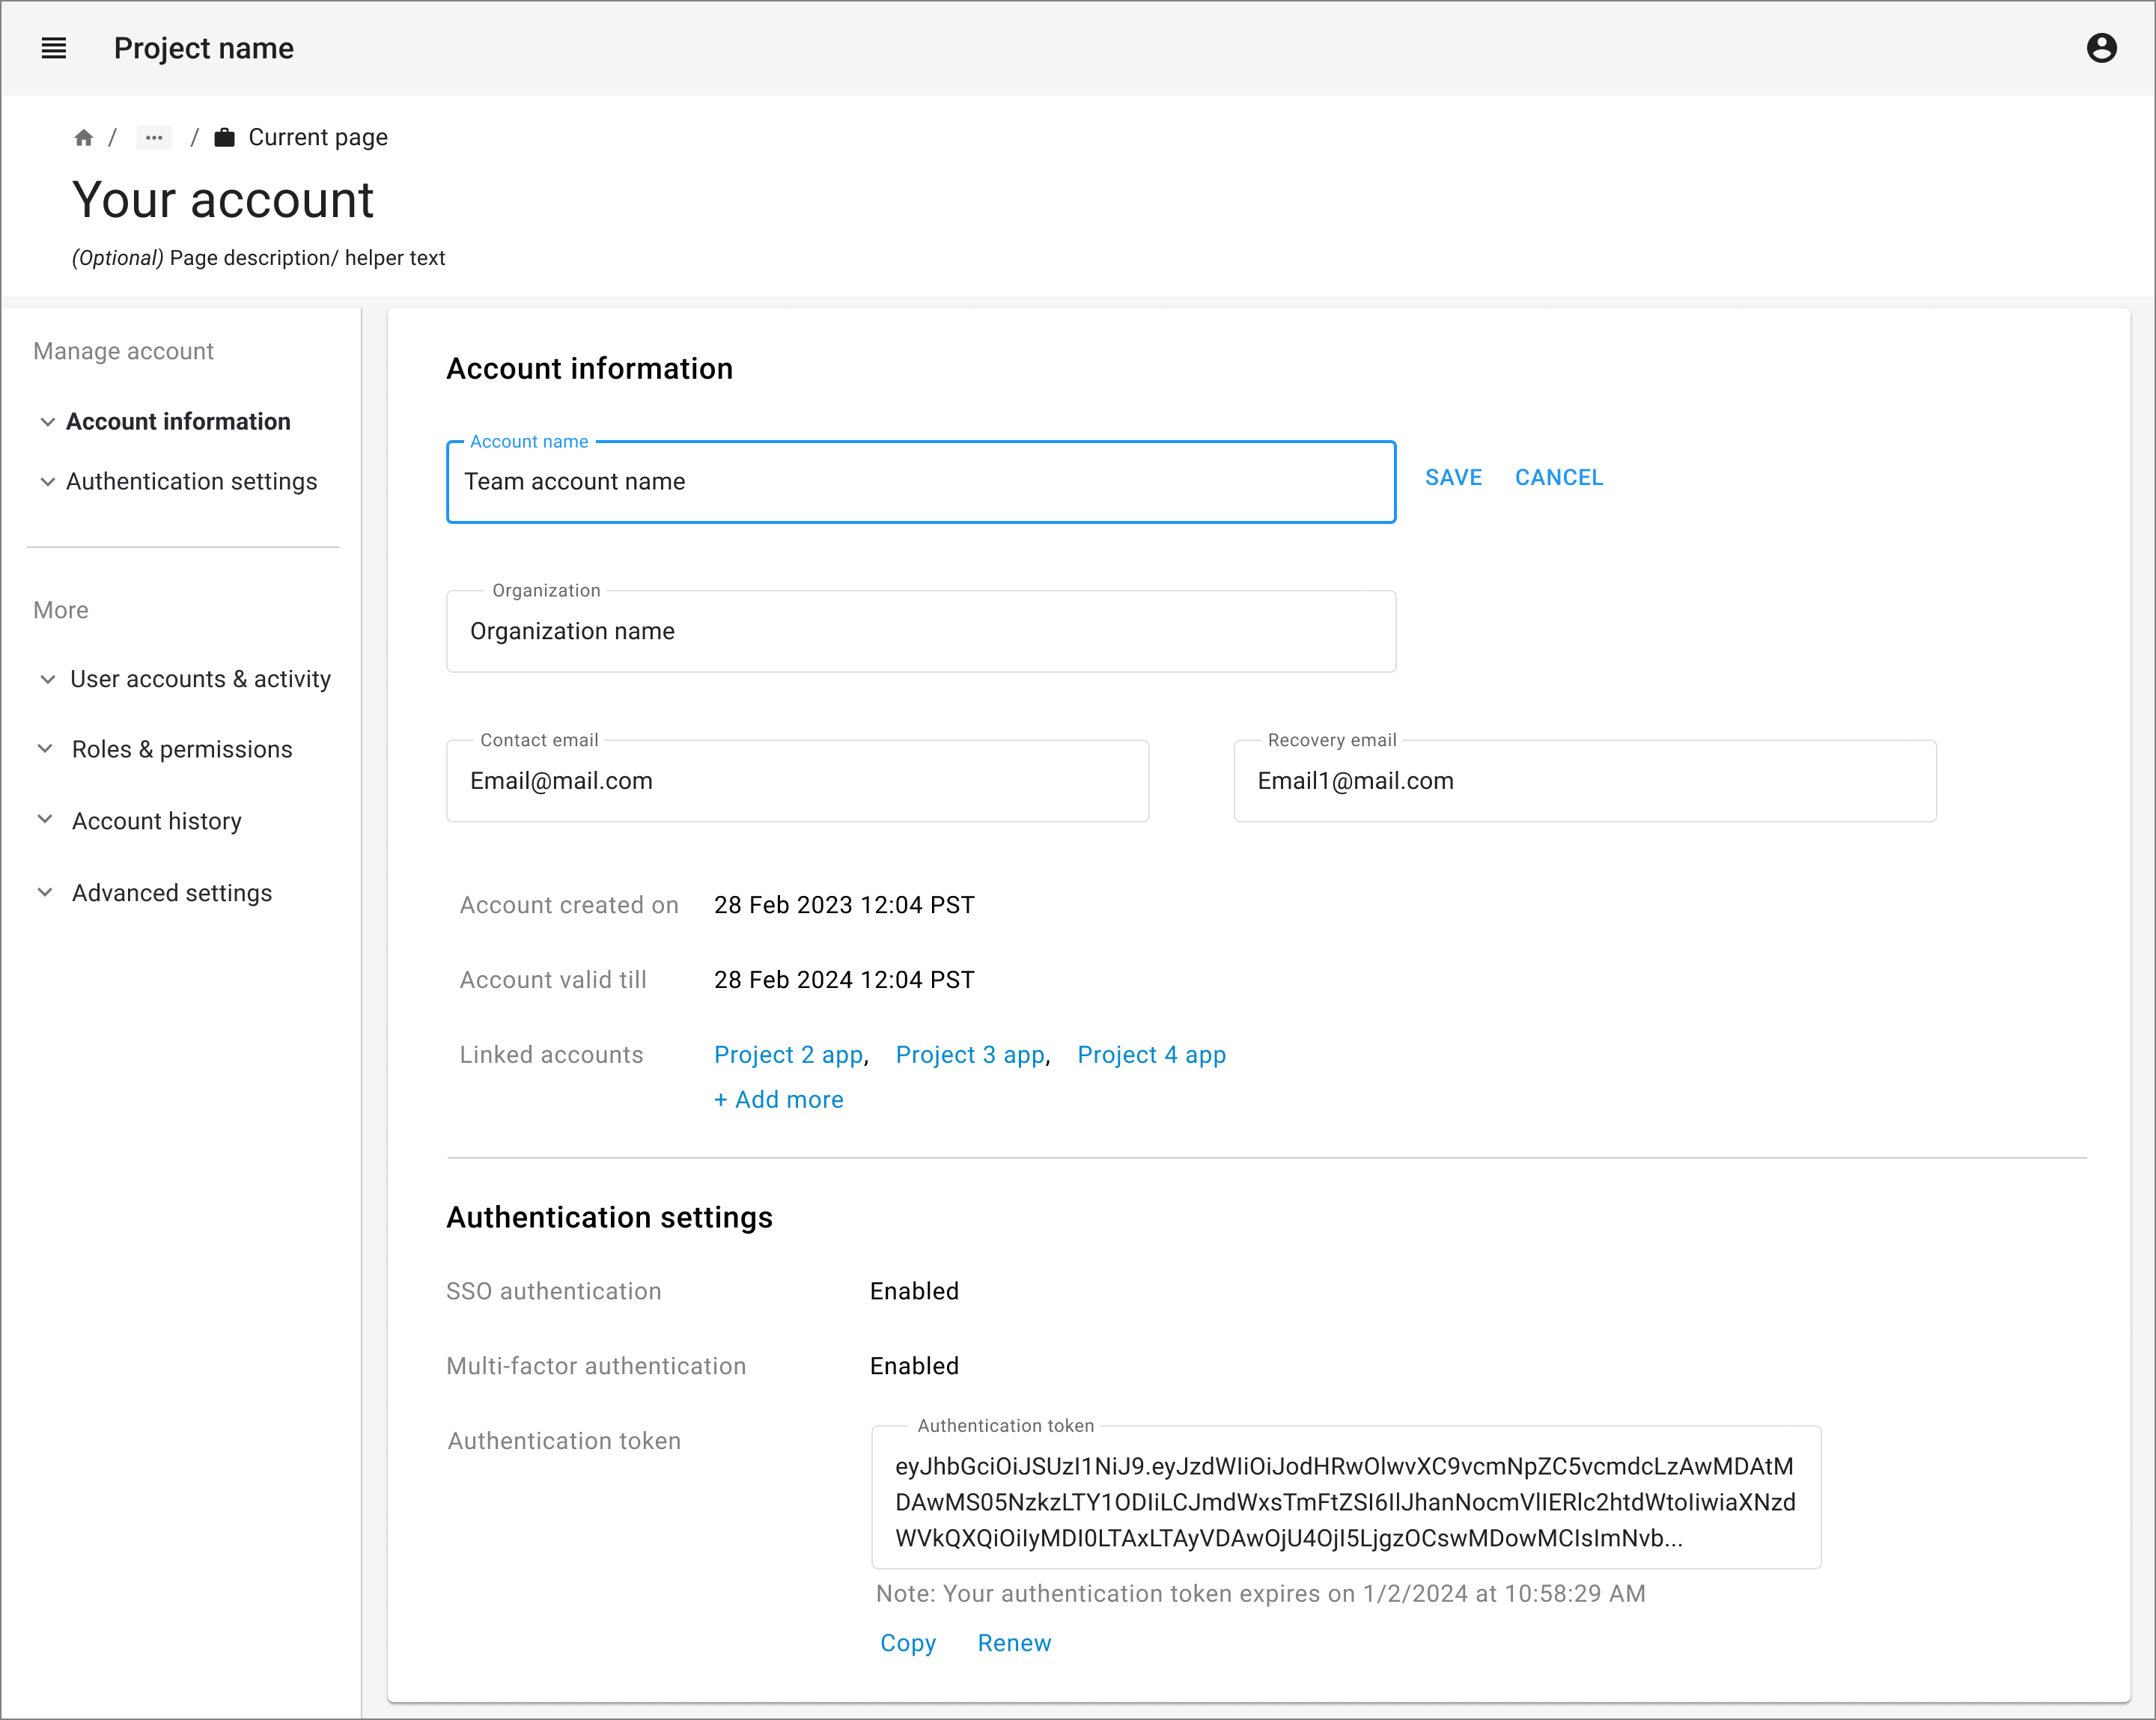 Project name
/ ... / Current page
Your account
(Optional) Page description/ helper text
Manage account
Account information
Authentication settings
More
User accounts & activity
Roles & permissions
Account history
Advanced settings
Account information
Account name
Team account name
SAVE CANCEL
Organization
Organization name
Contact email
Email@mail.com
Recovery email
Email1@mail.com
Account created on 28 Feb 2023 12:04 PST
Account valid till 28 Feb 2024 12:04 PST
Linked accounts Project 2 app, Project 3 app, Project 4 app
+ Add more
Authentication settings
SSO authentication Enabled
Multi-factor authentication Enabled
Authentication token
Authentication token
eyJhbGciOiJSUzI1NiJ9.eyJzdWIiOiJodHRwOlwvXC9vcmNpZC5vcmdcLzAwMDAtM
DAwMS05NzkzLTY1ODIiLCJmdWxsTmFtZSI6IlJhanNocmVlIERlc2htdWtoIiwiaXNzd
WVkQXQiOiIyMDI0LTAxLTAyVDAwOjU4OjI5LjgzOCswMDowMCIsImNvb...
Note: Your authentication token expires on 1/2/2024 at 10:58:29 AM
Copy Renew